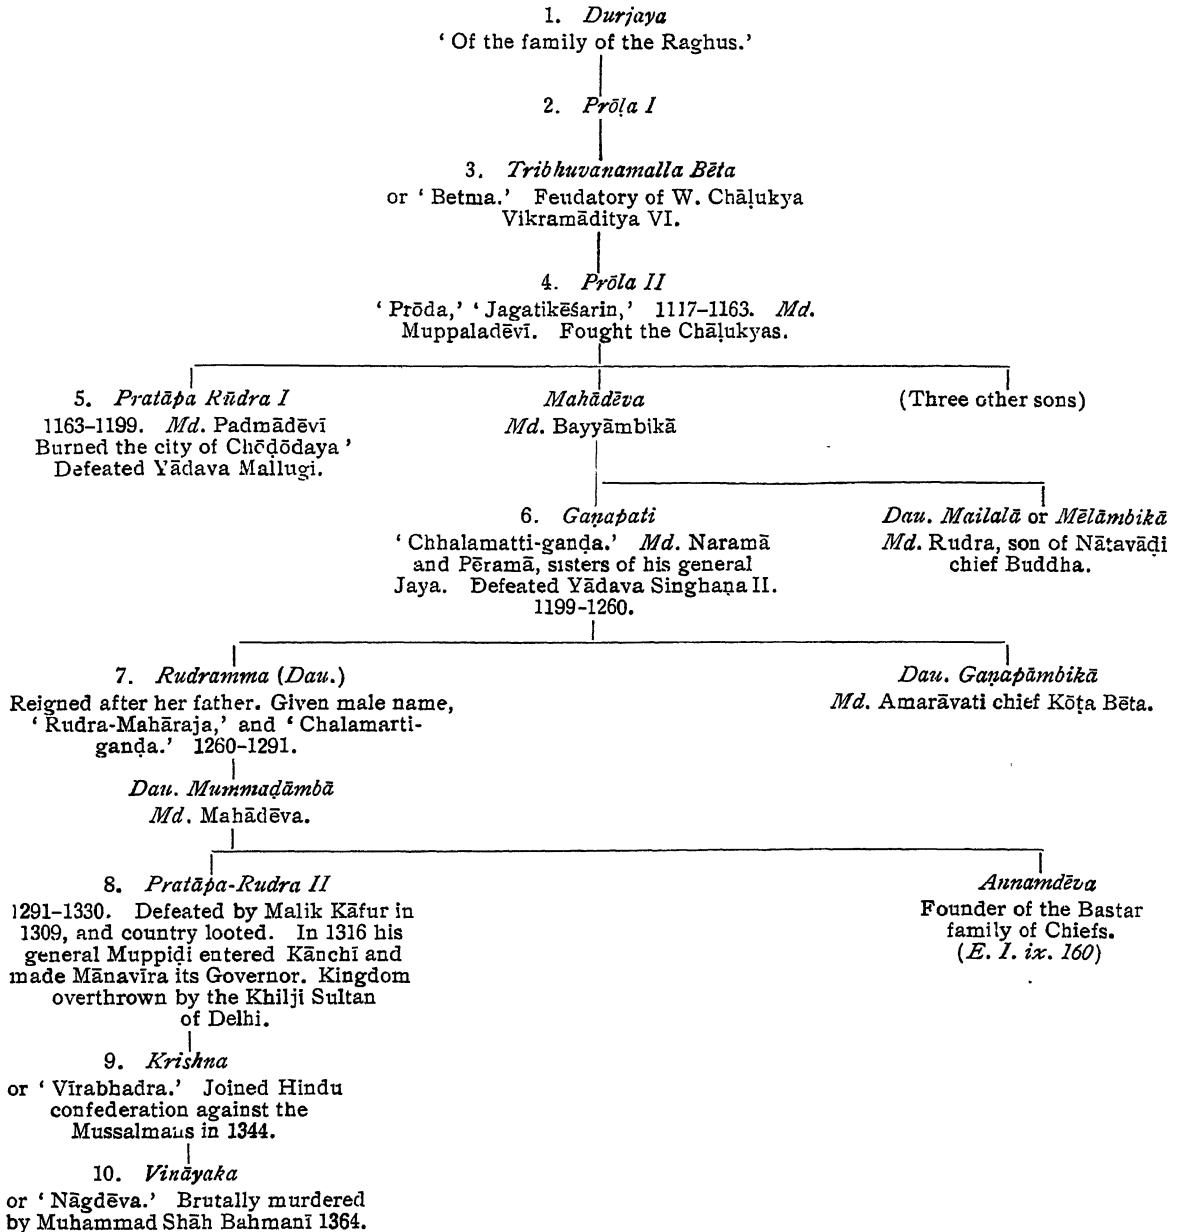 1. Durjaya
‘ Of the family of the Raghus.’
2. Prōḷa I
3. Tribhuvanamalla Bēta
or ‘ Betma.’ Feudatory of W. Chāḷukya
Vikramāditya VI.
4. Prōla II
‘ Prōda,’ ‘ Jagatikēśarin,’ 1117–1163. Md.
Muppaladēvī. Fought the Chāḷukyas.
5. Pratāpa Rūdra I
1163–1199. Md. Padmādēvī
Burned the city of Chōḍōdaya ’
Defeated Yādava Mallugi.
Mahādēva
Md. Bayyāmbikā
(Three other sons)
6. Gaṇapati
‘ Chhalamatti-gaṇḍa.’ Md. Naramā
and Pēramā, sisters of his general
Jaya. Defeated Yādava Singhaṇa II.
1199–1260.
Dau. Mailalā or Mēlāmbikā
Md. Rudra, son of Nātavāḍi
chief Buddha.
7. Rudramma (Dau.)
Reigned after her father. Given male name,
‘ Rudra-Mahāraja,’ and ‘ Chalamarti-
gaṇḍa.’ 1260–1291.
Dau. Gaṇapāmbikā
Md. Amarāvati chief Kōṭa Bēta.
Dau. Mummaḍāmbā
Md. Mahādēva.
8. Pratāpa-Rudra II
1291–1330. Defeated by Malik Kāfur in
1309, and country looted. In 1316 his
general Muppiḍi entered Kānchī and
made Mānavīra its Governor. Kingdom
overthrown by the Khilji Sultan
of Delhi.
Annamdēva
Founder of the Bastar
family of Chiefs.
(E. I. ix. 160)
9. Krishna
or ‘ Vīrabhadra.’ Joined Hindu
confederation against the
Mussalmans in 1344.
10. Vināyaka
or ‘ Nāgdēva.’ Brutally murdered
by Muhammad Shāh Bahmanī 1364.